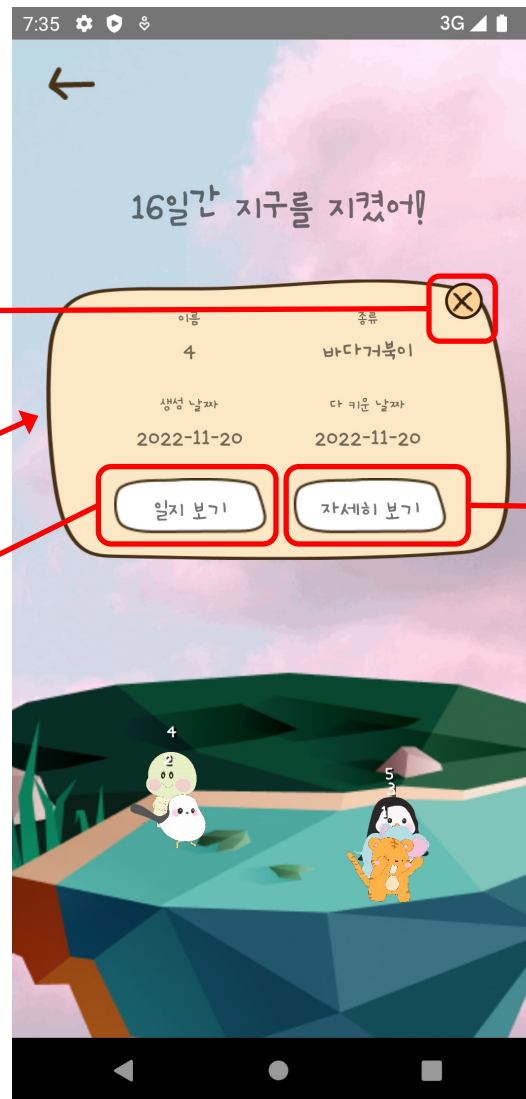 7:35 3G
16일간 지구를 지켰어!
이름 종류
4 바다거북이
생성 날짜 다 키운 날짜
2022-11-20 2022-11-20
일지 보기 자세히 보기
4
2
5
3
1